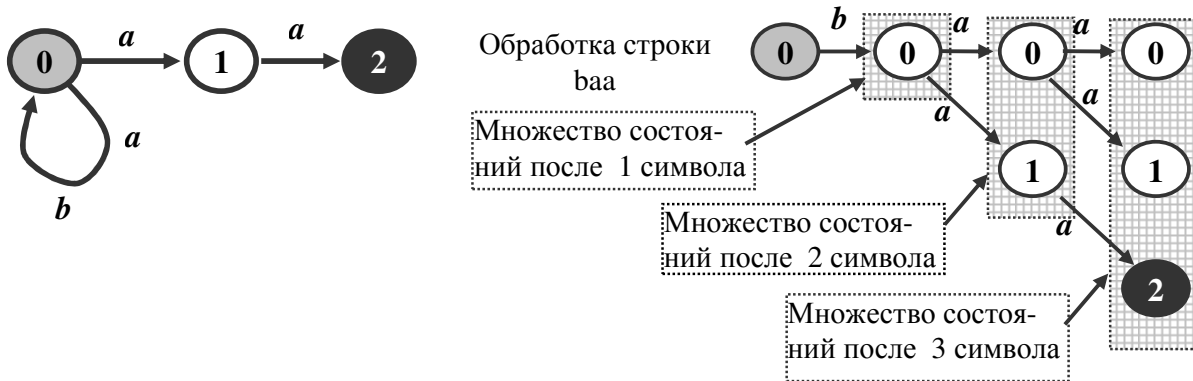 0
a
1
a
2
a
b
Обработка строки
baa
0
b
0
a
0
a
0
a
a
1
1
a
2
Множество состоя-
ний после 1 символа
Множество состоя-
ний после 2 символа
Множество состоя-
ний после 3 символа